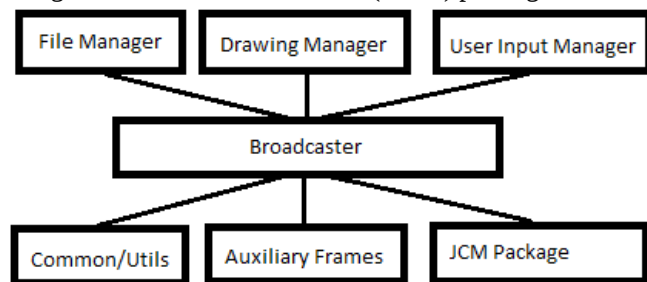 File Manager
Drawing Manager
User Input Manager
Broadcaster
Common/Utils
Auxiliary Frames
JCM Package